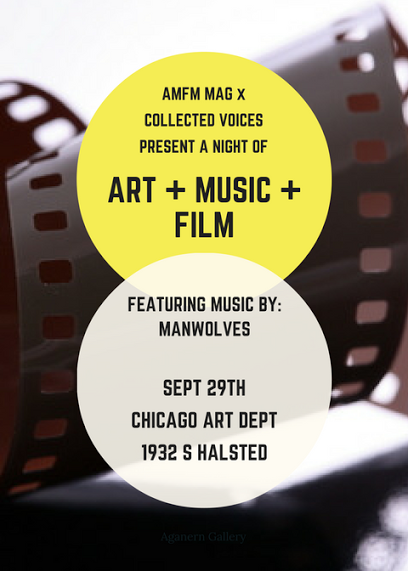 AMFM MAG X
COLLECTED VOICES
PRESENT A NIGHT OF
ART + MUSIC +
FILM
FEATURING MUSIC BY:
MANWOLVES
SEPT 29TH
CHICAGO ART DEPT
1932 S HALSTED
Aganern Gallery